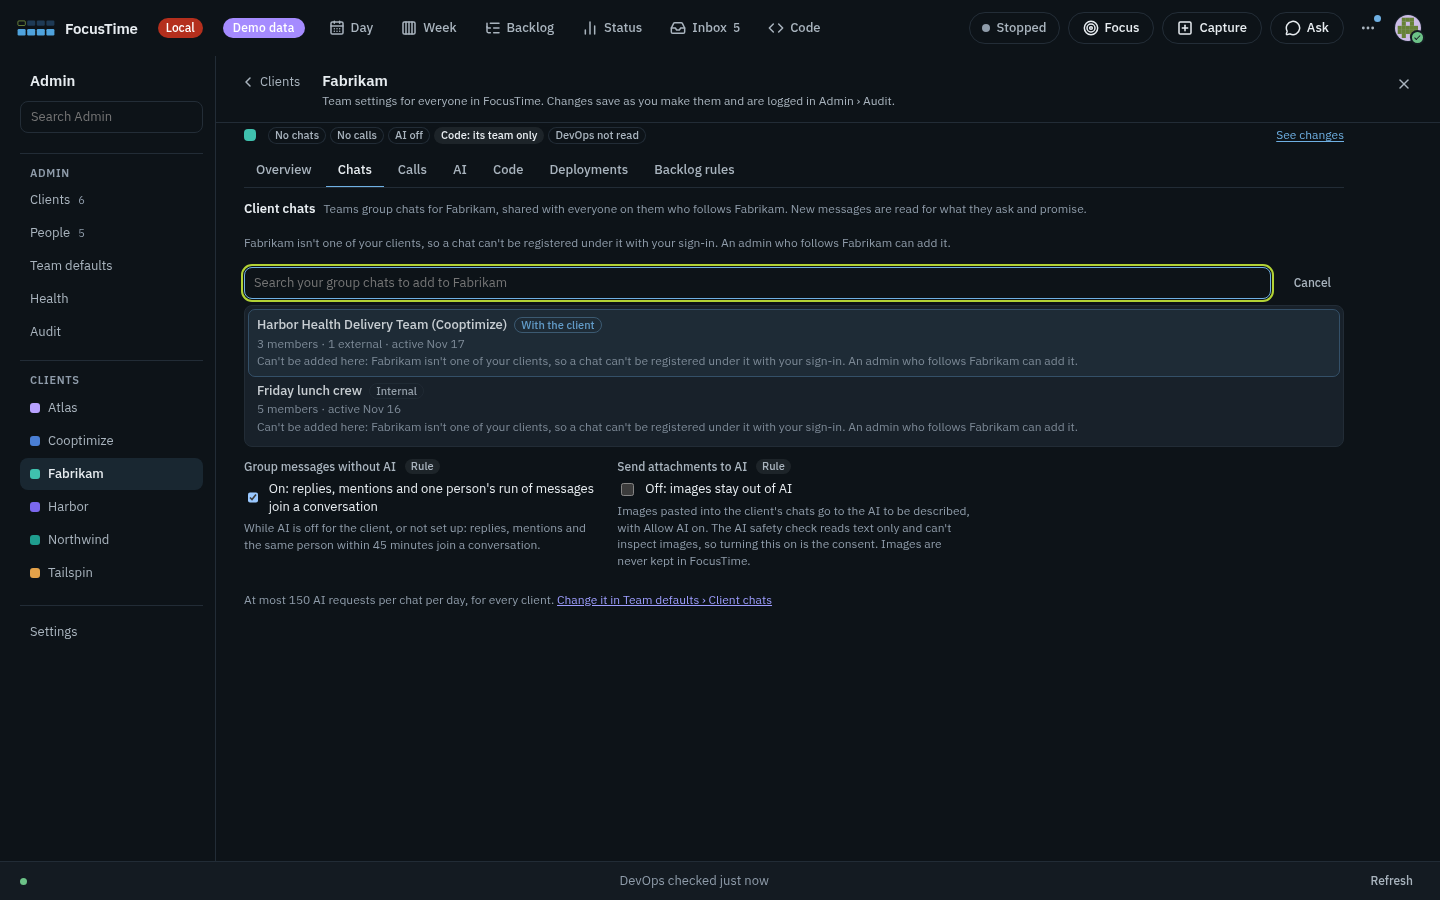 FocusTime
Local
Demo data
Day
Week
Backlog
Status
Inbox 5
Code
Stopped
Focus
Capture
Ask
Admin
Search Admin
ADMIN
Clients 6
People 5
Team defaults
Health
Audit
CLIENTS
Atlas
Cooptimize
Fabrikam
Harbor
Northwind
Tailspin
Settings
Clients
Fabrikam
Team settings for everyone in FocusTime. Changes save as you make them and are logged in Admin › Audit.
No chats
No calls
AI off
Code: its team only
DevOps not read
See changes
Overview
Chats
Calls
AI
Code
Deployments
Backlog rules
Client chats Teams group chats for Fabrikam, shared with everyone on them who follows Fabrikam. New messages are read for what they ask and promise.
Fabrikam isn't one of your clients, so a chat can't be registered under it with your sign-in. An admin who follows Fabrikam can add it.
Search your group chats to add to Fabrikam
Cancel
Harbor Health Delivery Team (Cooptimize) With the client
3 members · 1 external · active Nov 17
Can't be added here: Fabrikam isn't one of your clients, so a chat can't be registered under it with your sign-in. An admin who follows Fabrikam can add it.
Friday lunch crew Internal
5 members · active Nov 16
Can't be added here: Fabrikam isn't one of your clients, so a chat can't be registered under it with your sign-in. An admin who follows Fabrikam can add it.
Group messages without AI Rule
On: replies, mentions and one person's run of messages
join a conversation
While AI is off for the client, or not set up: replies, mentions and
the same person within 45 minutes join a conversation.
Send attachments to AI Rule
Off: images stay out of AI
Images pasted into the client's chats go to the AI to be described,
with Allow AI on. The AI safety check reads text only and can't
inspect images, so turning this on is the consent. Images are
never kept in FocusTime.
At most 150 AI requests per chat per day, for every client. Change it in Team defaults › Client chats
DevOps checked just now
Refresh